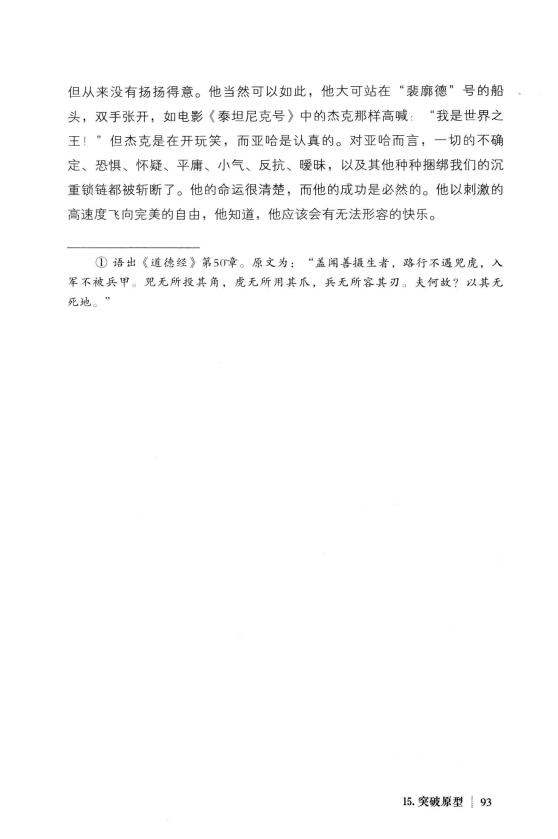 但从来没有扬扬得意。他当然可以如此，他大可站在“裴廓德”号的船
头，双手张开，如电影《泰坦尼克号》中的杰克那样高喊：“我是世界之
王！”但杰克是在开玩笑，而亚哈是认真的。对亚哈而言，一切的不确
定、恐惧、怀疑、平庸、小气、反抗、暧昧，以及其他种种捆绑我们的沉
重锁链都被斩断了。他的命运很清楚，而他的成功是必然的。他以刺激的
高速度飞向完美的自由，他知道，他应该会有无法形容的快乐。
① 语出《道德经》第50章。原文为：“盖闻善摄生者，路行不遇兕虎，入
军不被兵甲。兕无所投其角，虎无所用其爪，兵无所容其刃。夫何故？以其无
死地。”
15. 突破原型 93